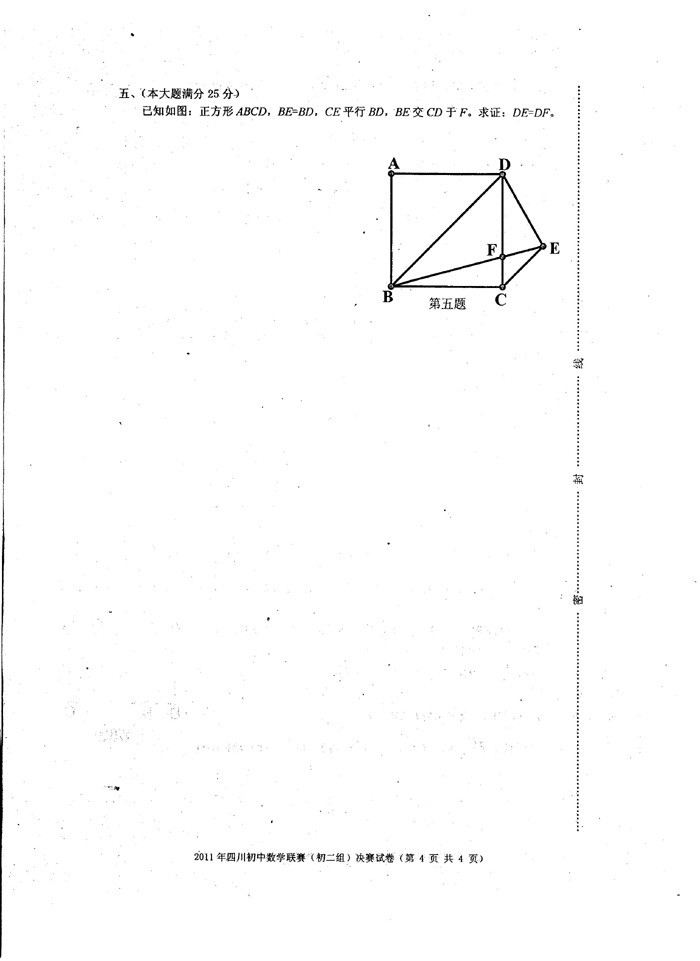 五、（本大题满分 25 分）
已知如图：正方形 ABCD，BE=BD，CE 平行 BD，BE 交 CD 于 F。求证：DE=DF。
A
D
F
E
B
C
第五题
线
封
密
2011 年四川初中数学联赛（初二组）决赛试卷（第 4 页 共 4 页）